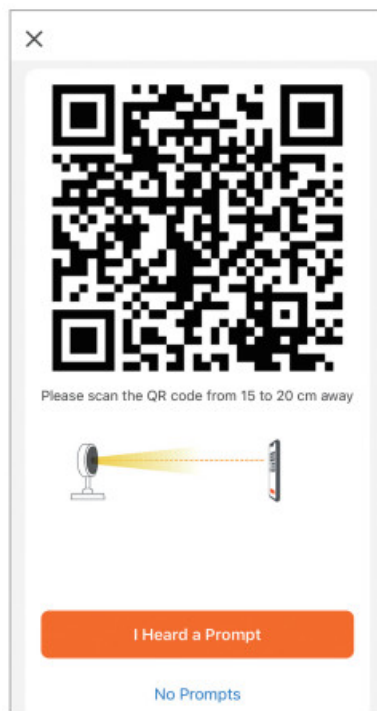 Please scan the QR code from 15 to 20 cm away
I Heard a Prompt
No Prompts